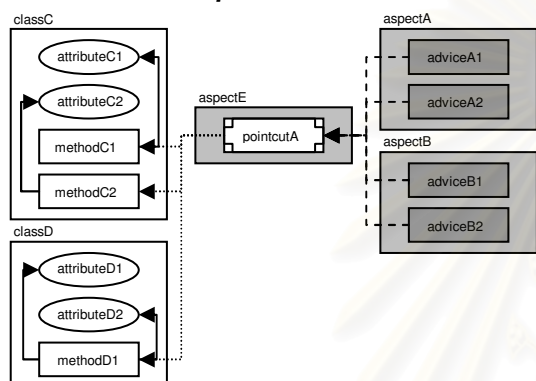 classC
attributeC1
attributeC2
methodC1
methodC2
classD
attributeD1
attributeD2
methodD1
aspectE
pointcutA
aspectA
adviceA1
adviceA2
aspectB
adviceB1
adviceB2